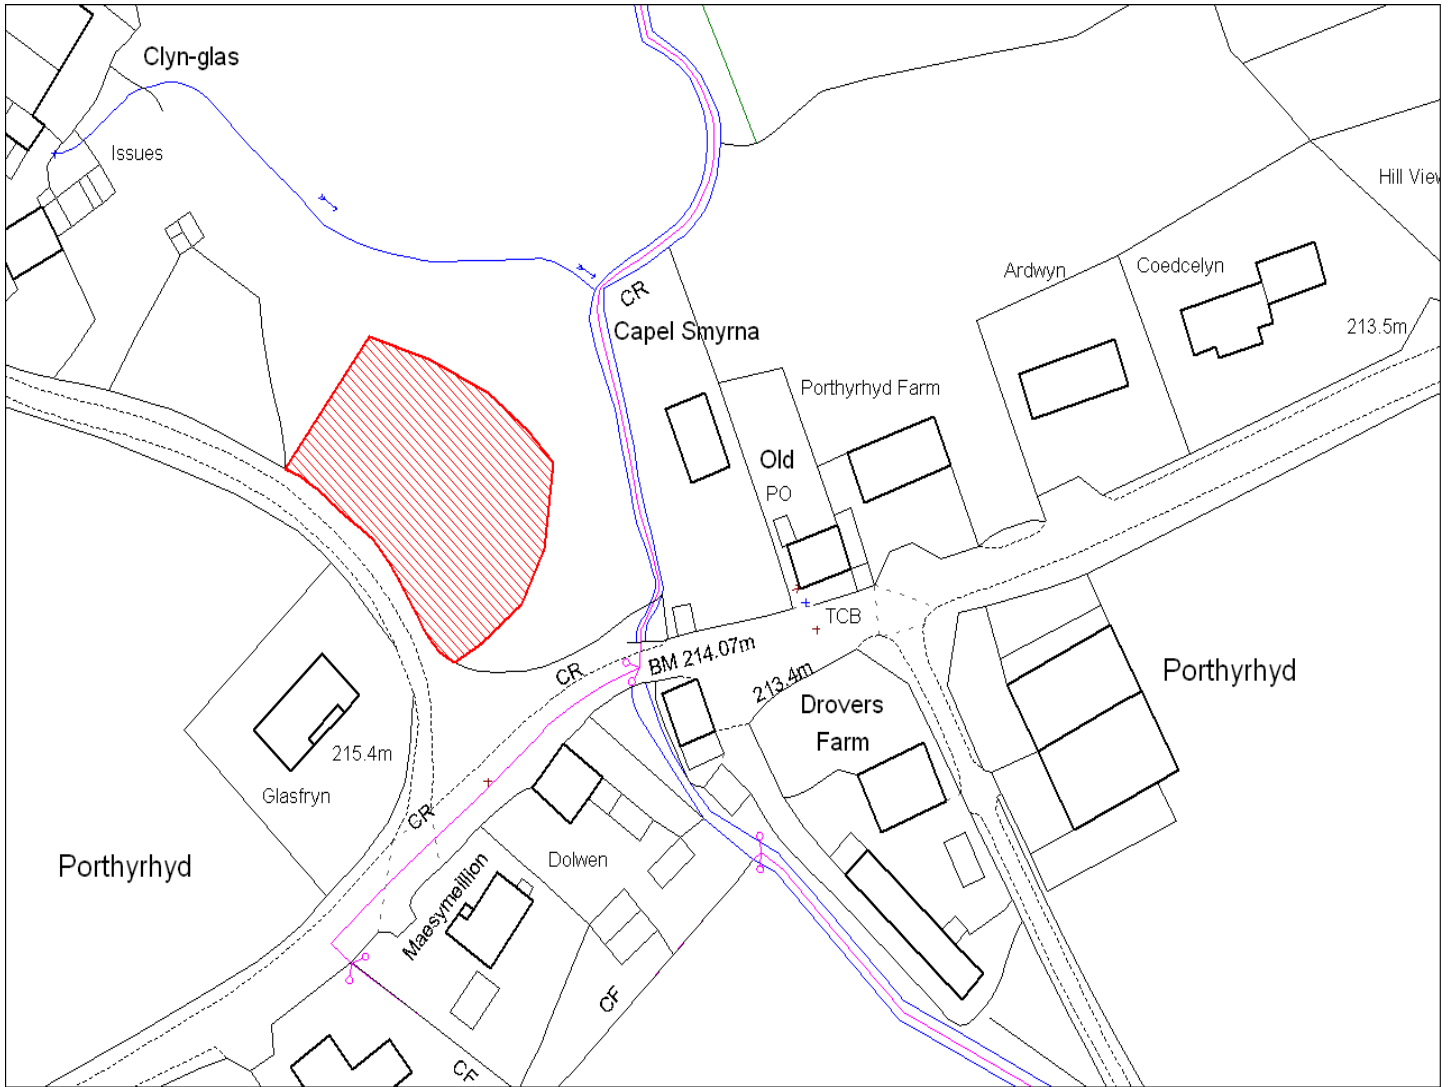 Clyn-glas
Issues
Hill View
Ardwyn
Coedcelyn
CR
Capel Smyrna
213.5m
Porthyrhyd Farm
Old
PO
TCB
BM 214.07m
CR
213.4m
Porthyrhyd
Drovers
Farm
215.4m
Glasfryn
CR
Porthyrhyd
Dolwen
Maesymeillion
CF
CF